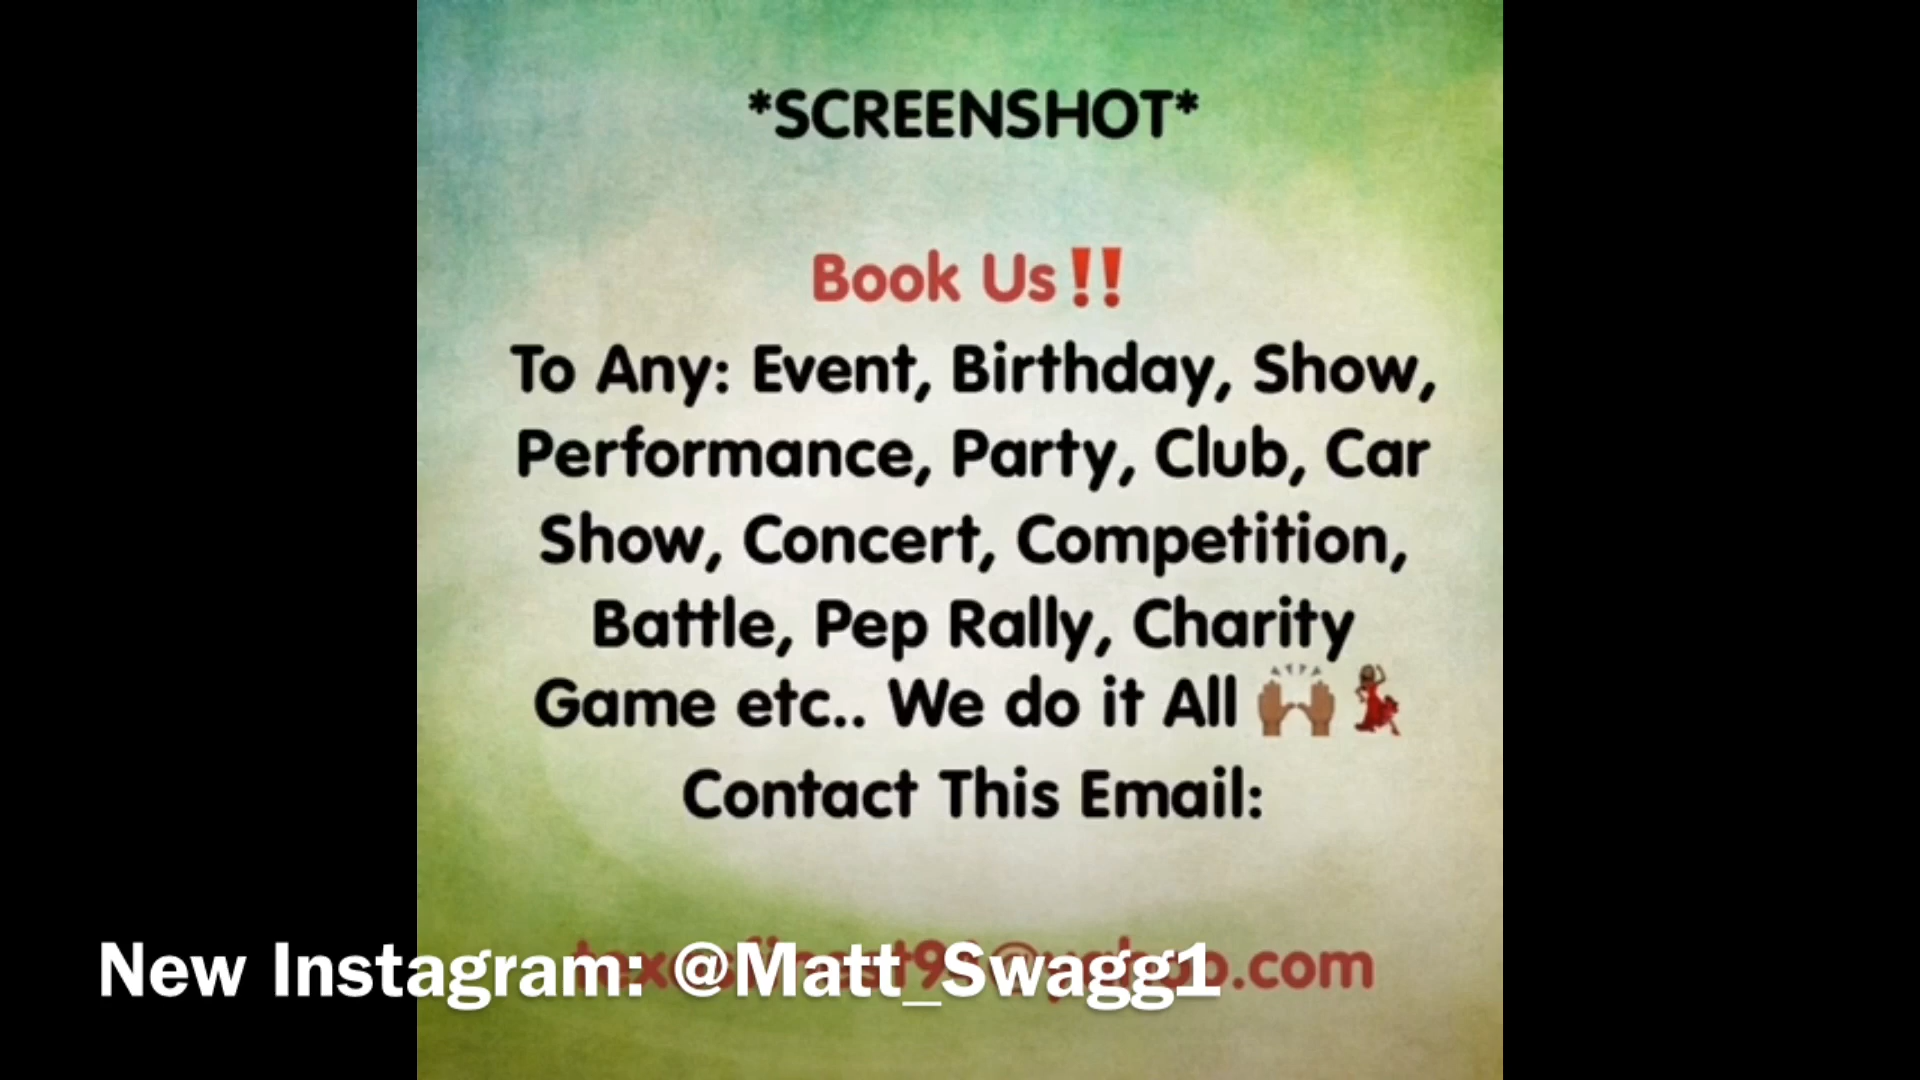 *SCREENSHOT*
Book Us‼️
To Any: Event, Birthday, Show,
Performance, Party, Club, Car
Show, Concert, Competition,
Battle, Pep Rally, Charity
Game etc.. We do it All 🙌🏾💃🏾
Contact This Email:
New Instagram: @Matt_Swagg1
.com